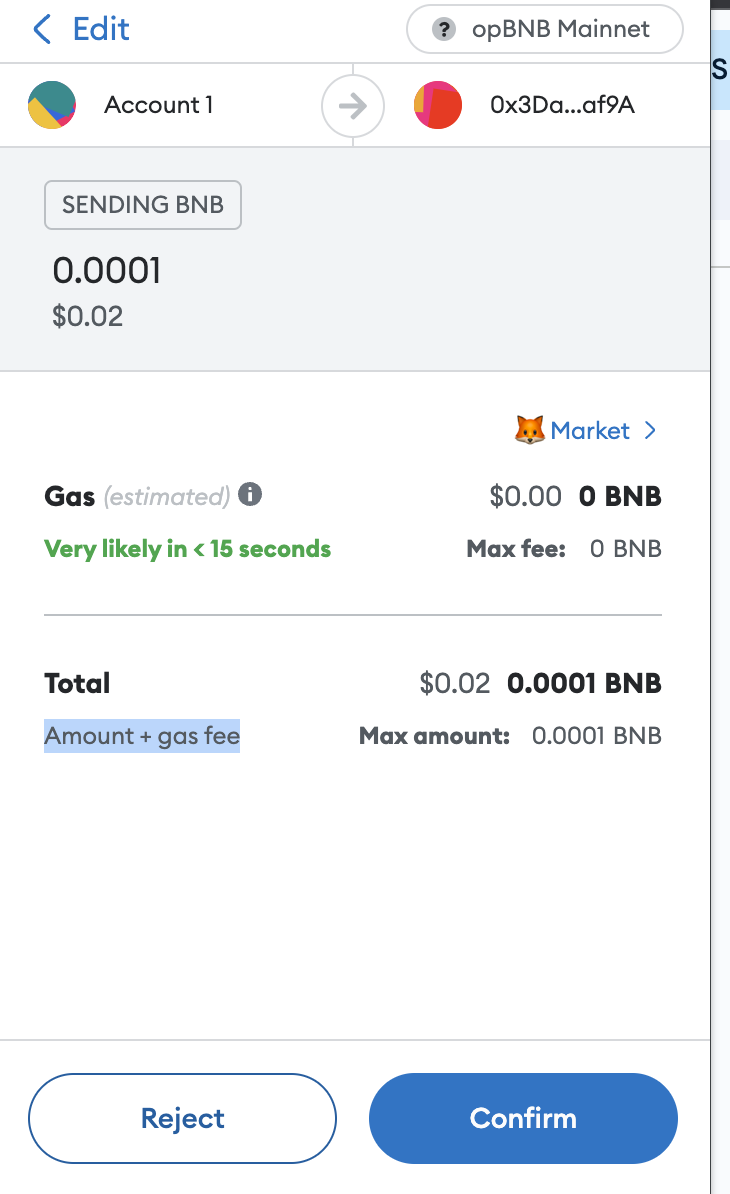 Edit
? opBNB Mainnet
S
Account 1
0x3Da...af9A
SENDING BNB
0.0001
$0.02
Market
Gas (estimated) i $0.00 0 BNB
Very likely in < 15 seconds Max fee: 0 BNB
Total $0.02 0.0001 BNB
Amount + gas fee Max amount: 0.0001 BNB
Reject
Confirm